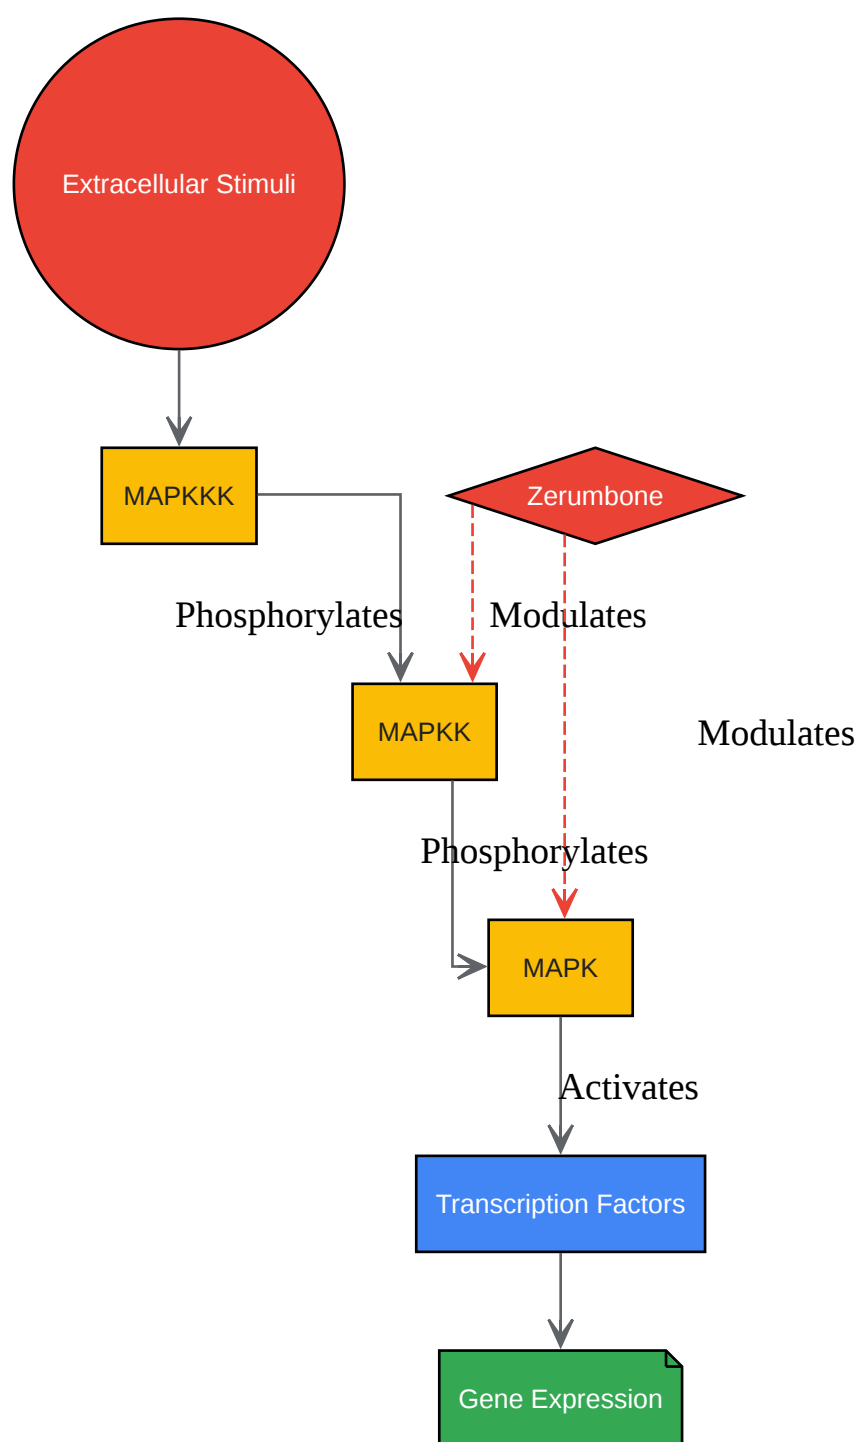 Extracellular Stimuli
MAPKKK
Zerumbone
Phosphorylates
Modulates
MAPKK
Modulates
Phosphorylates
MAPK
Activates
Transcription Factors
Gene Expression